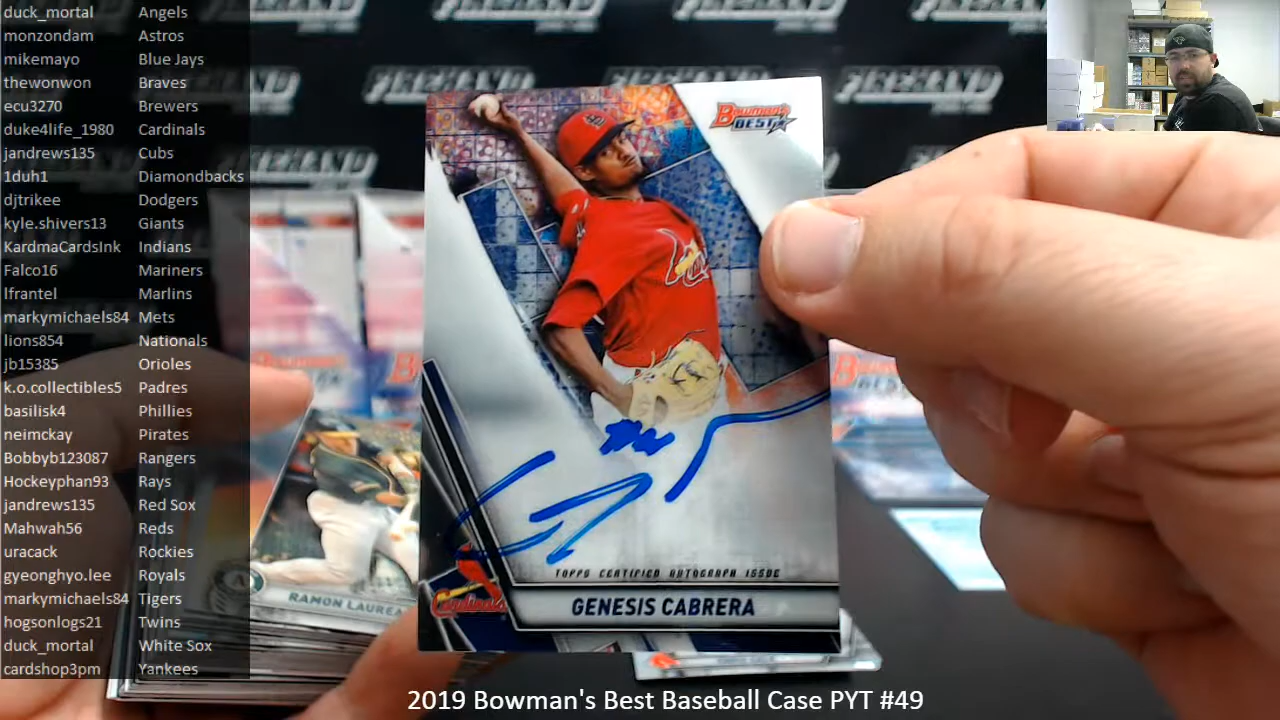 duck_mortal Angels
monzondam Astros
mikemayo Blue Jays
thewonwon Braves
ecu3270 Brewers
duke4life_1980 Cardinals
jandrews135 Cubs
1duh1 Diamondbacks
djtrikee Dodgers
kyle.shivers13 Giants
KardmaCardsInk Indians
Falco16 Mariners
lfrantel Marlins
markymichaels84 Mets
lions854 Nationals
jb15385 Orioles
k.o.collectibles5 Padres
basilisk4 Phillies
neimckay Pirates
Bobbyb123087 Rangers
Hockeyphan93 Rays
jandrews135 Red Sox
Mahwah56 Reds
uracack Rockies
gyeonghyo.lee Royals
markymichaels84 Tigers
hogsonlogs21 Twins
duck_mortal White Sox
cardshop3pm Yankees
BOWMAN'S
BEST
TOPPS CERTIFIED AUTOGRAPH ISSUE
Cardinals
GENESIS CABRERA
RAMON LAUREA
2019 Bowman's Best Baseball Case PYT #49